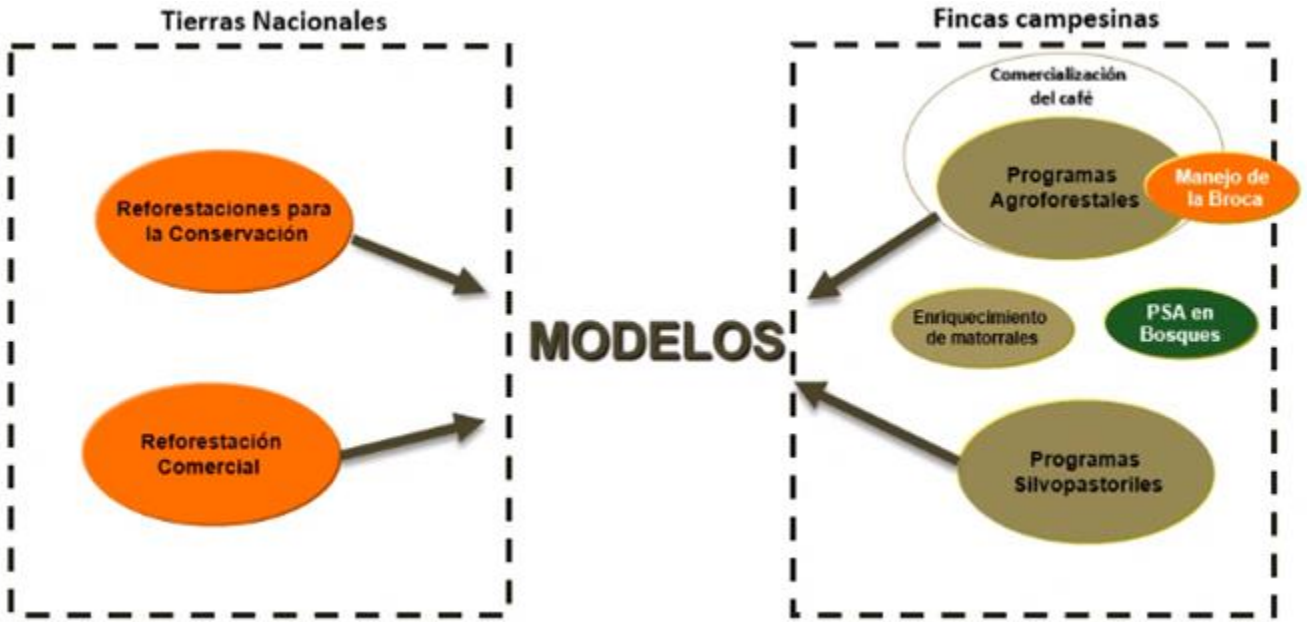 Tierras Nacionales
Reforestaciones para
la Conservación
Reforestación
Comercial
MODELOS
Fincas campesinas
Comercialización
del café
Programas
Agroforestales
Manejo de
la Broca
Enriquecimiento
de matorrales
PSA en
Bosques
Programas
Silvopastoriles